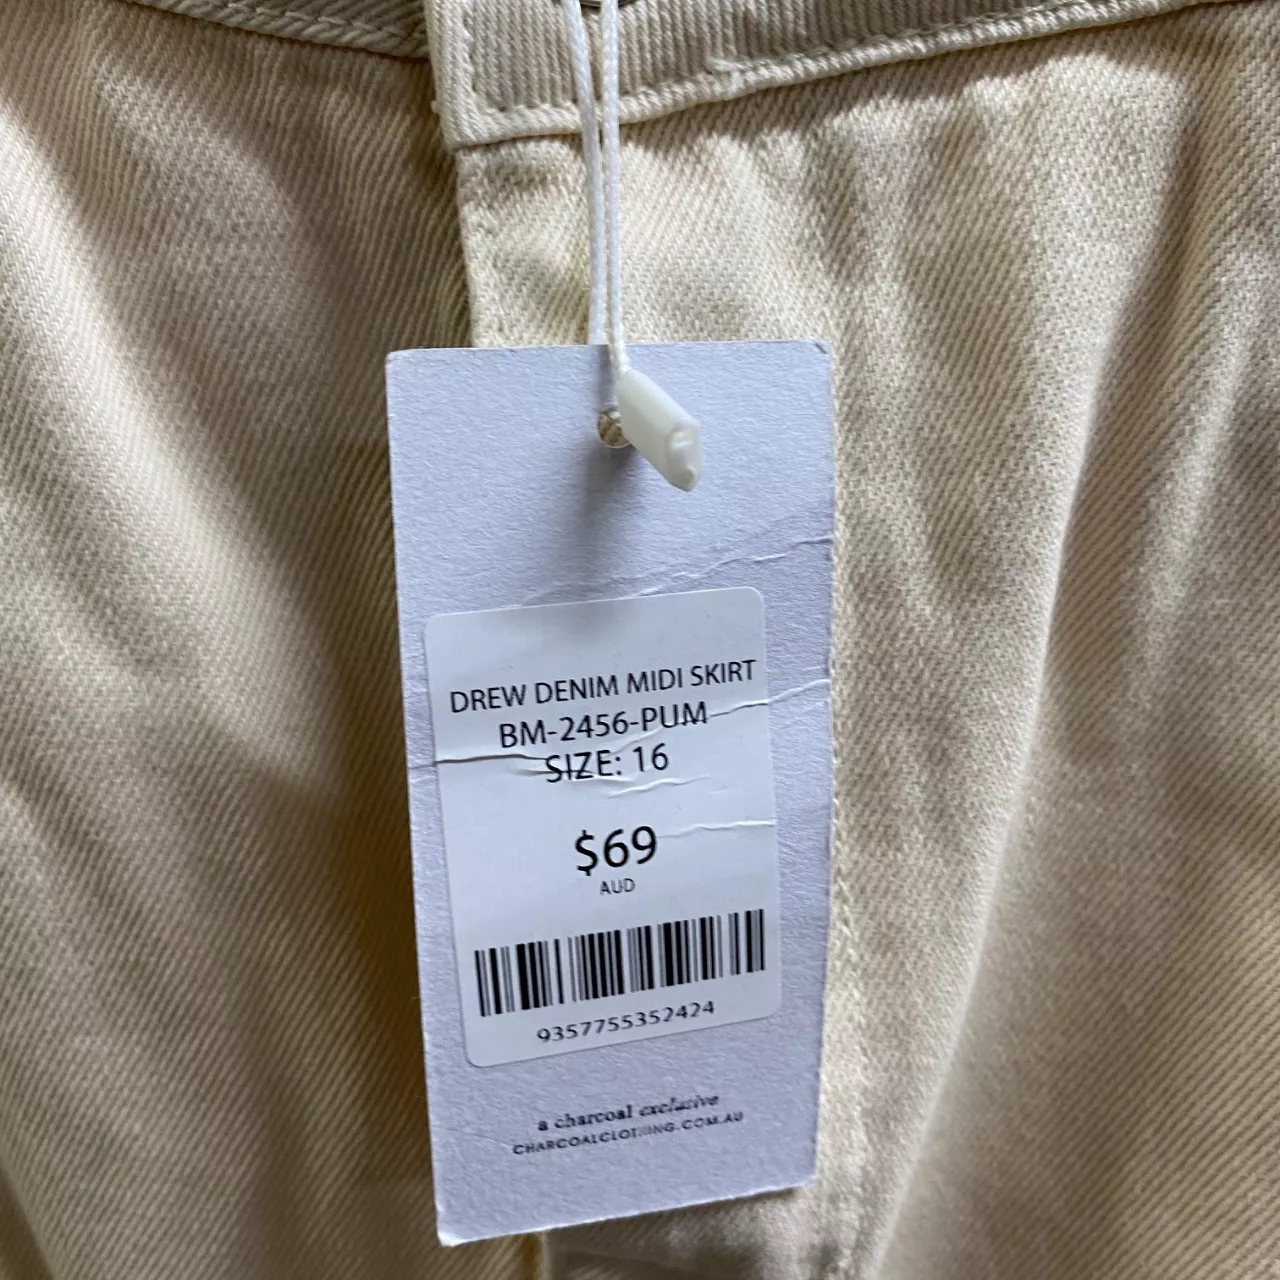 DREW DENIM MIDI SKIRT
BM-2456-PUM
SIZE: 16
$69
AUD
9357755352424
a charcoal exclusive
CHARCOALCLOTHING.COM.AU